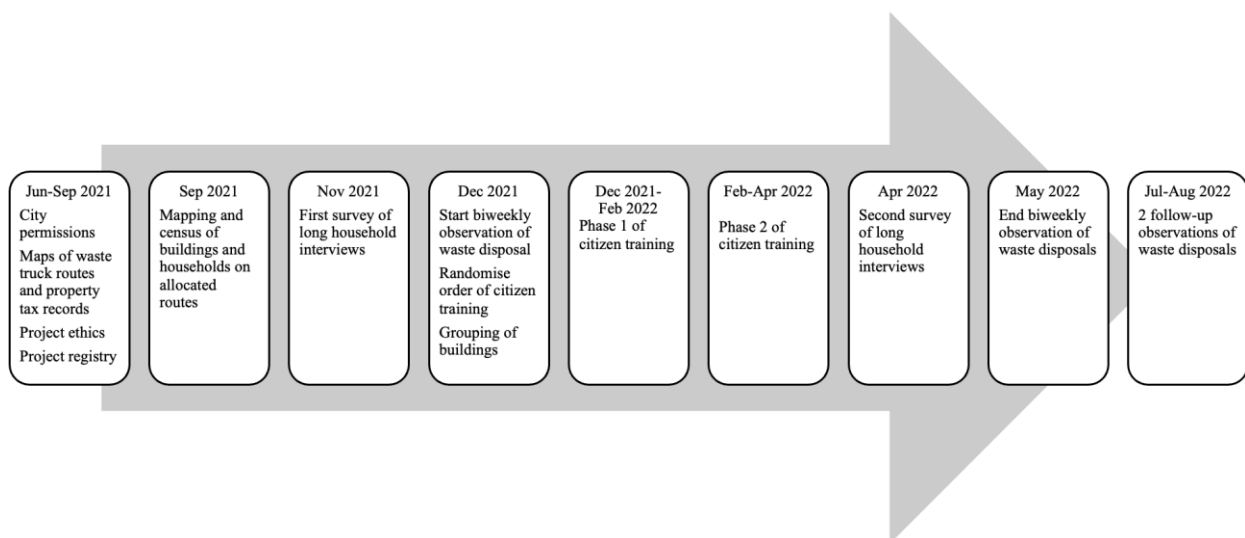 Jun-Sep 2021
City
permissions
Maps of waste
truck routes
and property
tax records
Project ethics
Project registry
Sep 2021
Mapping and
census of
buildings and
households on
allocated
routes
Nov 2021
First survey of
long household
interviews
Dec 2021
Start biweekly
observation of
waste disposal
Randomise
order of citizen
training
Grouping of
buildings
Dec 2021-
Feb 2022
Phase 1 of
citizen training
Feb-Apr 2022
Phase 2 of
citizen training
Apr 2022
Second survey
of long
household
interviews
May 2022
End biweekly
observation of
waste disposals
Jul-Aug 2022
2 follow-up
observations of
waste disposals